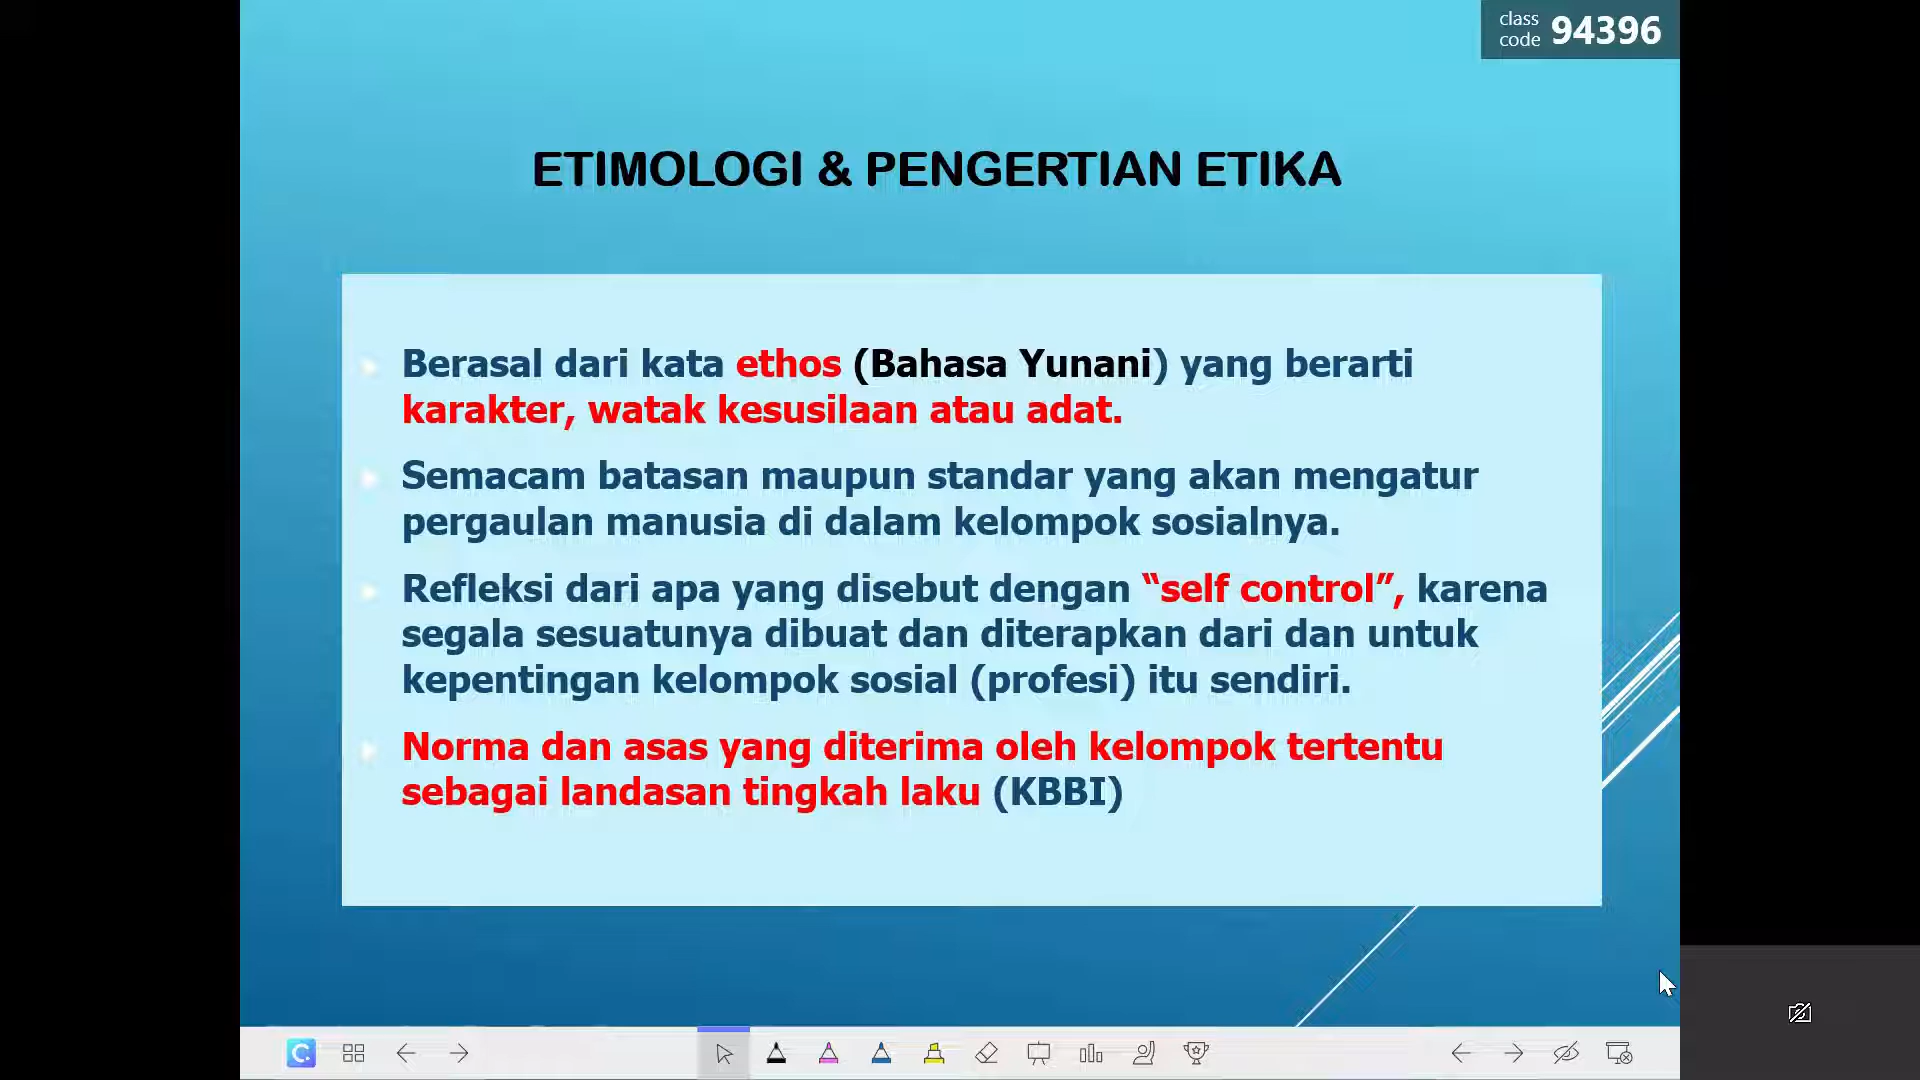 class
code 94396
ETIMOLOGI & PENGERTIAN ETIKA
Berasal dari kata ethos (Bahasa Yunani) yang berarti
karakter, watak kesusilaan atau adat.
Semacam batasan maupun standar yang akan mengatur
pergaulan manusia di dalam kelompok sosialnya.
Refleksi dari apa yang disebut dengan “self control”, karena
segala sesuatunya dibuat dan diterapkan dari dan untuk
kepentingan kelompok sosial (profesi) itu sendiri.
Norma dan asas yang diterima oleh kelompok tertentu
sebagai landasan tingkah laku (KBBI)